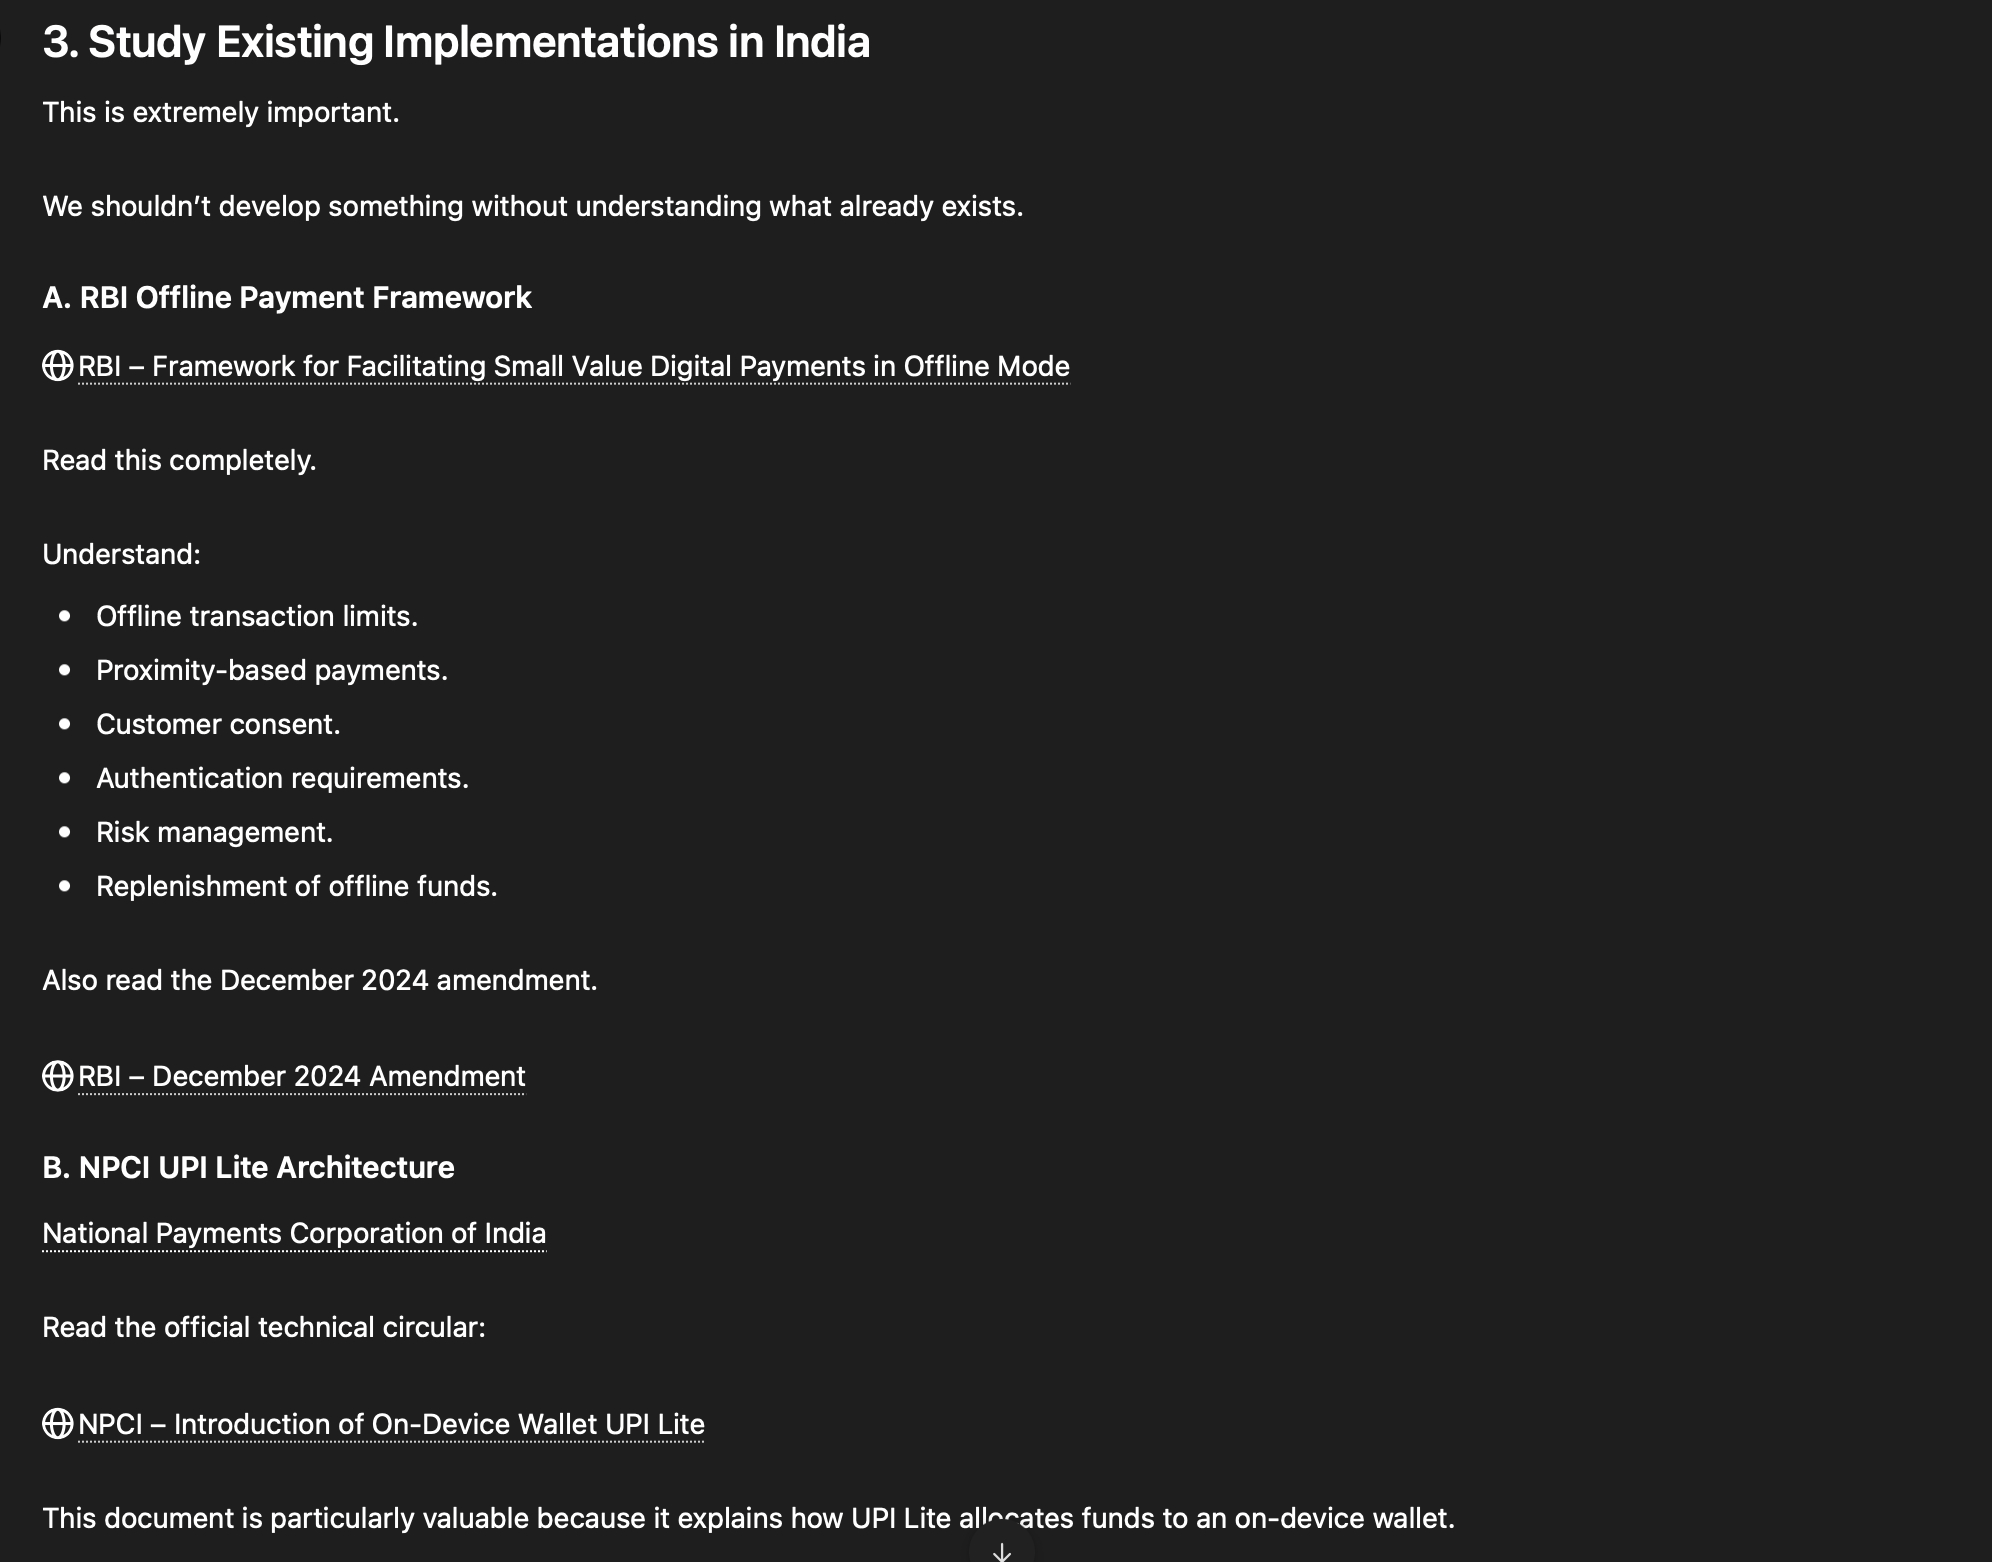 3. Study Existing Implementations in India
This is extremely important.
We shouldn't develop something without understanding what already exists.
A. RBI Offline Payment Framework
RBI – Framework for Facilitating Small Value Digital Payments in Offline Mode
Read this completely.
Understand:
• Offline transaction limits.
• Proximity-based payments.
• Customer consent.
• Authentication requirements.
• Risk management.
• Replenishment of offline funds.
Also read the December 2024 amendment.
RBI – December 2024 Amendment
B. NPCI UPI Lite Architecture
National Payments Corporation of India
Read the official technical circular:
NPCI – Introduction of On-Device Wallet UPI Lite
This document is particularly valuable because it explains how UPI Lite allocates funds to an on-device wallet.